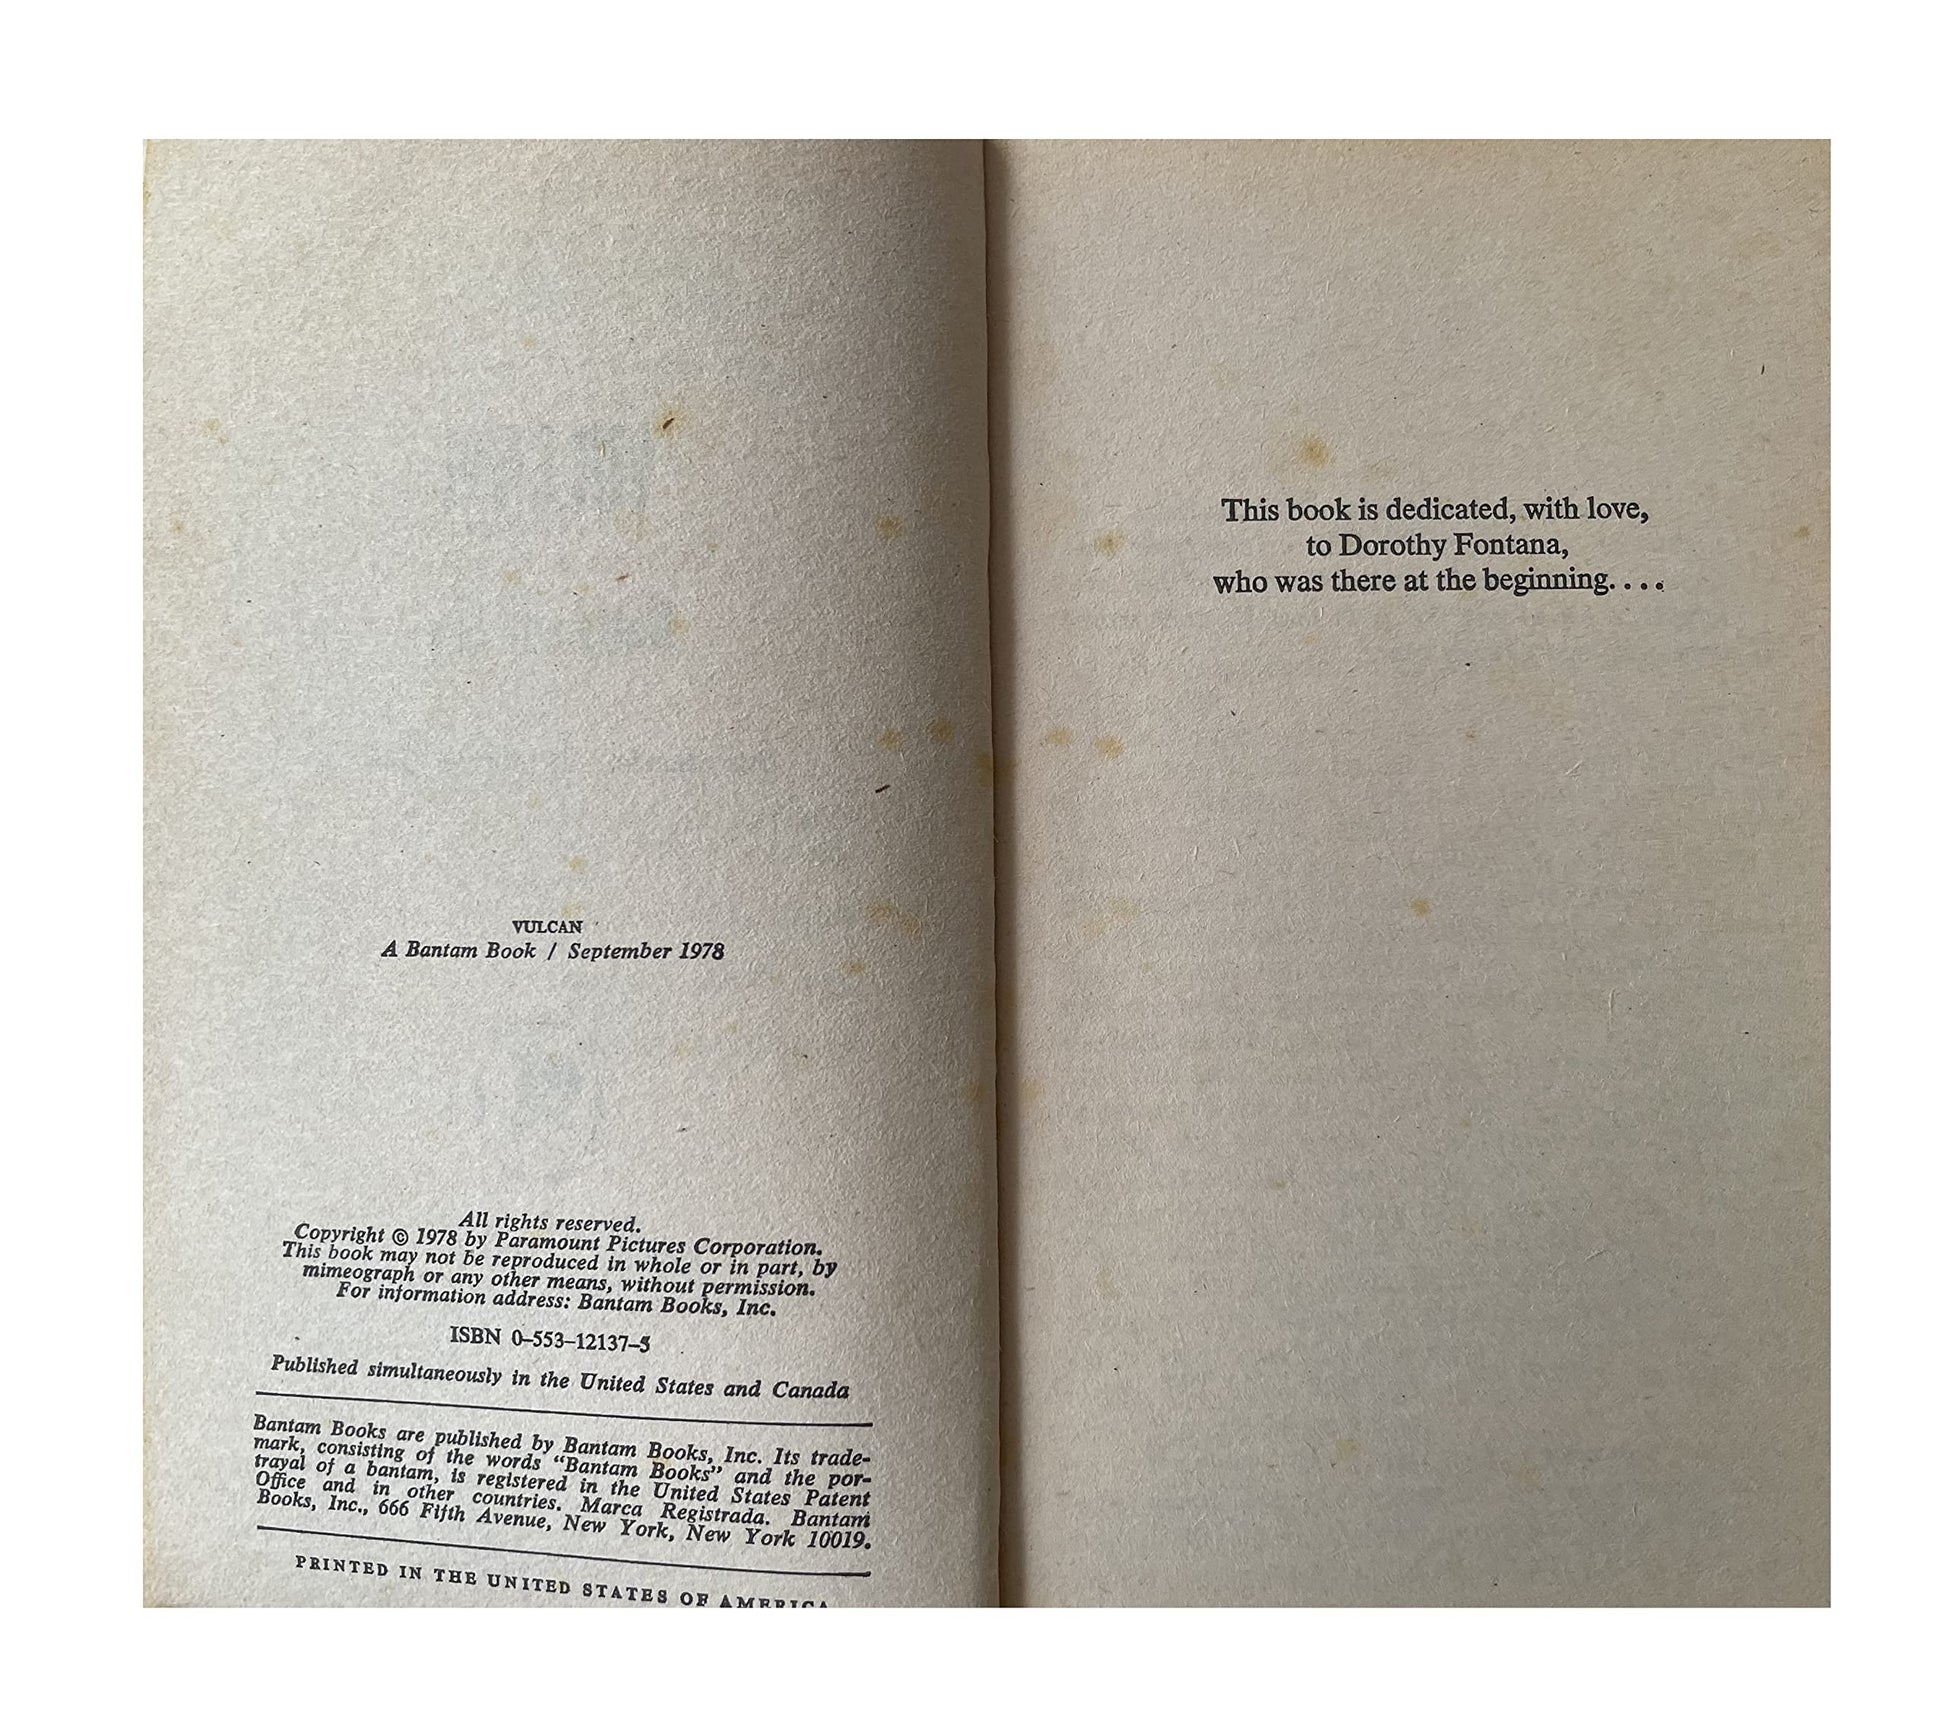 VULCAN
A Bantam Book / September 1978
All rights reserved.
Copyright © 1978 by Paramount Pictures Corporation.
This book may not be reproduced in whole or in part, by
mimeograph or any other means, without permission.
For information address: Bantam Books, Inc.
ISBN 0–553–12137–5
Published simultaneously in the United States and Canada
Bantam Books are published by Bantam Books, Inc. Its trade-
mark, consisting of the words "Bantam Books" and the por-
trayal of a bantam, is registered in the United States Patent
Office and in other countries. Marca Registrada. Bantam
Books, Inc., 666 Fifth Avenue, New York, New York 10019.
PRINTED IN THE UNITED STATES OF AMERICA
This book is dedicated, with love,
to Dorothy Fontana,
who was there at the beginning. . . .